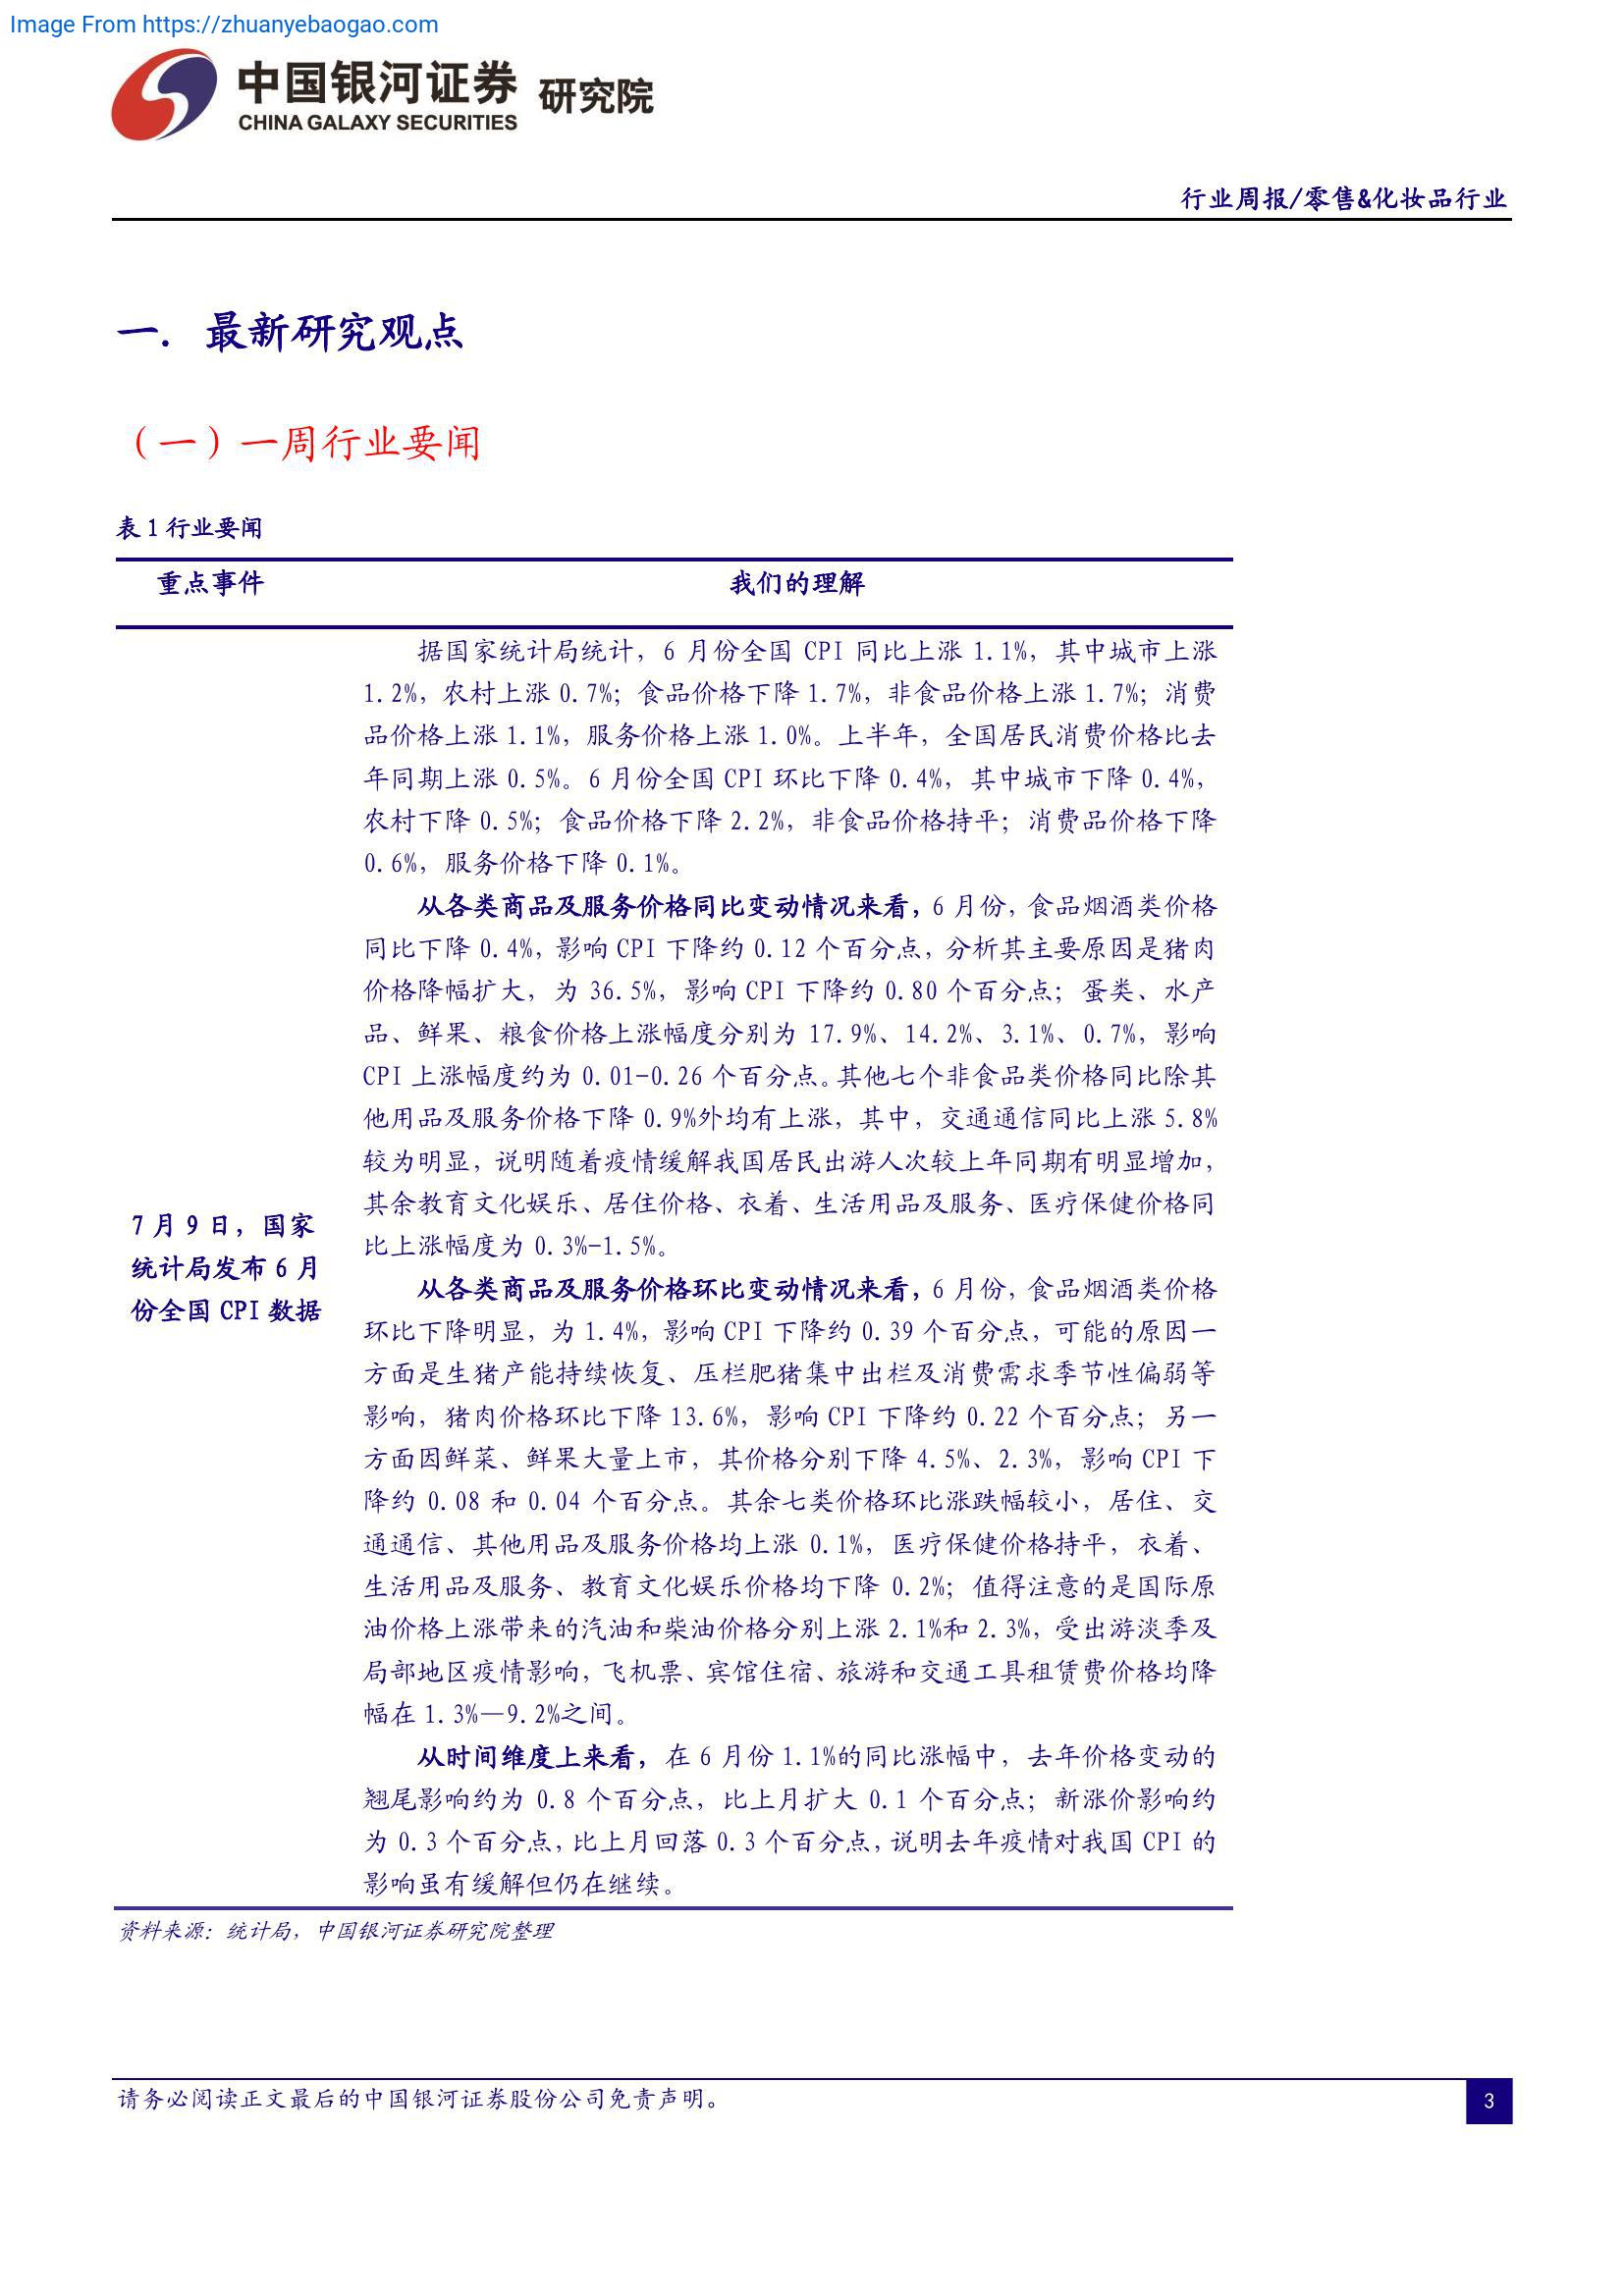 Image From https://zhuanyebaogao.com
中国银河证券 研究院
CHINA GALAXY SECURITIES
行业周报/零售&化妆品行业
一. 最新研究观点
（一）一周行业要闻
表 1 行业要闻
重点事件 我们的理解
据国家统计局统计，6 月份全国 CPI 同比上涨 1.1%，其中城市上涨
1.2%，农村上涨 0.7%；食品价格下降 1.7%，非食品价格上涨 1.7%；消费
品价格上涨 1.1%，服务价格上涨 1.0%。上半年，全国居民消费价格比去
年同期上涨 0.5%。6 月份全国 CPI 环比下降 0.4%，其中城市下降 0.4%，
农村下降 0.5%；食品价格下降 2.2%，非食品价格持平；消费品价格下降
0.6%，服务价格下降 0.1%。
从各类商品及服务价格同比变动情况来看，6 月份，食品烟酒类价格
同比下降 0.4%，影响 CPI 下降约 0.12 个百分点，分析其主要原因是猪肉
价格降幅扩大，为 36.5%，影响 CPI 下降约 0.80 个百分点；蛋类、水产
品、鲜果、粮食价格上涨幅度分别为 17.9%、14.2%、3.1%、0.7%，影响
CPI 上涨幅度约为 0.01-0.26 个百分点。其他七个非食品类价格同比除其
他用品及服务价格下降 0.9%外均有上涨，其中，交通通信同比上涨 5.8%
较为明显，说明随着疫情缓解我国居民出游人次较上年同期有明显增加，
其余教育文化娱乐、居住价格、衣着、生活用品及服务、医疗保健价格同
比上涨幅度为 0.3%-1.5%。
7 月 9 日，国家
统计局发布 6 月
份全国 CPI 数据
从各类商品及服务价格环比变动情况来看，6 月份，食品烟酒类价格
环比下降明显，为 1.4%，影响 CPI 下降约 0.39 个百分点，可能的原因一
方面是生猪产能持续恢复、压栏肥猪集中出栏及消费需求季节性偏弱等
影响，猪肉价格环比下降 13.6%，影响 CPI 下降约 0.22 个百分点；另一
方面因鲜菜、鲜果大量上市，其价格分别下降 4.5%、2.3%，影响 CPI 下
降约 0.08 和 0.04 个百分点。其余七类价格环比涨跌幅较小，居住、交
通通信、其他用品及服务价格均上涨 0.1%，医疗保健价格持平，衣着、
生活用品及服务、教育文化娱乐价格均下降 0.2%；值得注意的是国际原
油价格上涨带来的汽油和柴油价格分别上涨 2.1%和 2.3%，受出游淡季及
局部地区疫情影响，飞机票、宾馆住宿、旅游和交通工具租赁费价格均降
幅在 1.3%—9.2%之间。
从时间维度上来看，在 6 月份 1.1%的同比涨幅中，去年价格变动的
翘尾影响约为 0.8 个百分点，比上月扩大 0.1 个百分点；新涨价影响约
为 0.3 个百分点，比上月回落 0.3 个百分点，说明去年疫情对我国 CPI 的
影响虽有缓解但仍在继续。
资料来源：统计局，中国银河证券研究院整理
请务必阅读正文最后的中国银河证券股份公司免责声明。
3